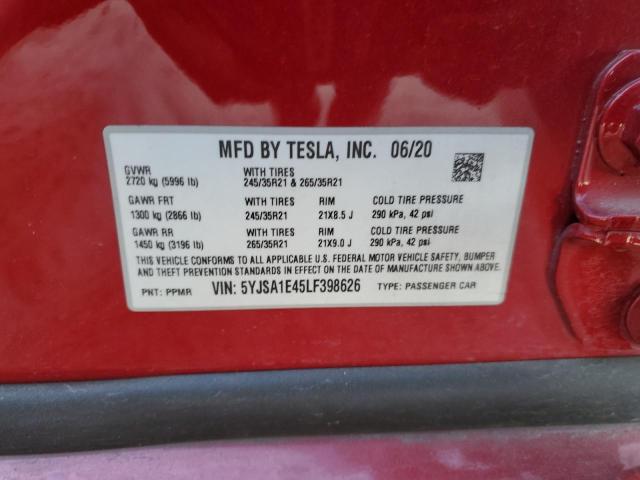 MFD BY TESLA, INC. 06/20
GVWR WITH TIRES
2720 kg (5996 lb) 245/35R21 & 265/35R21
GAWR FRT WITH TIRES RIM COLD TIRE PRESSURE
1300 kg (2866 lb) 245/35R21 21X8.5 J 290 kPa, 42 psi
GAWR RR WITH TIRES RIM COLD TIRE PRESSURE
1450 kg (3196 lb) 265/35R21 21X9.0 J 290 kPa, 42 psi
THIS VEHICLE CONFORMS TO ALL APPLICABLE U.S. FEDERAL MOTOR VEHICLE SAFETY, BUMPER
AND THEFT PREVENTION STANDARDS IN EFFECT ON THE DATE OF MANUFACTURE SHOWN ABOVE.
PNT: PPMR VIN: 5YJSA1E45LF398626 TYPE: PASSENGER CAR